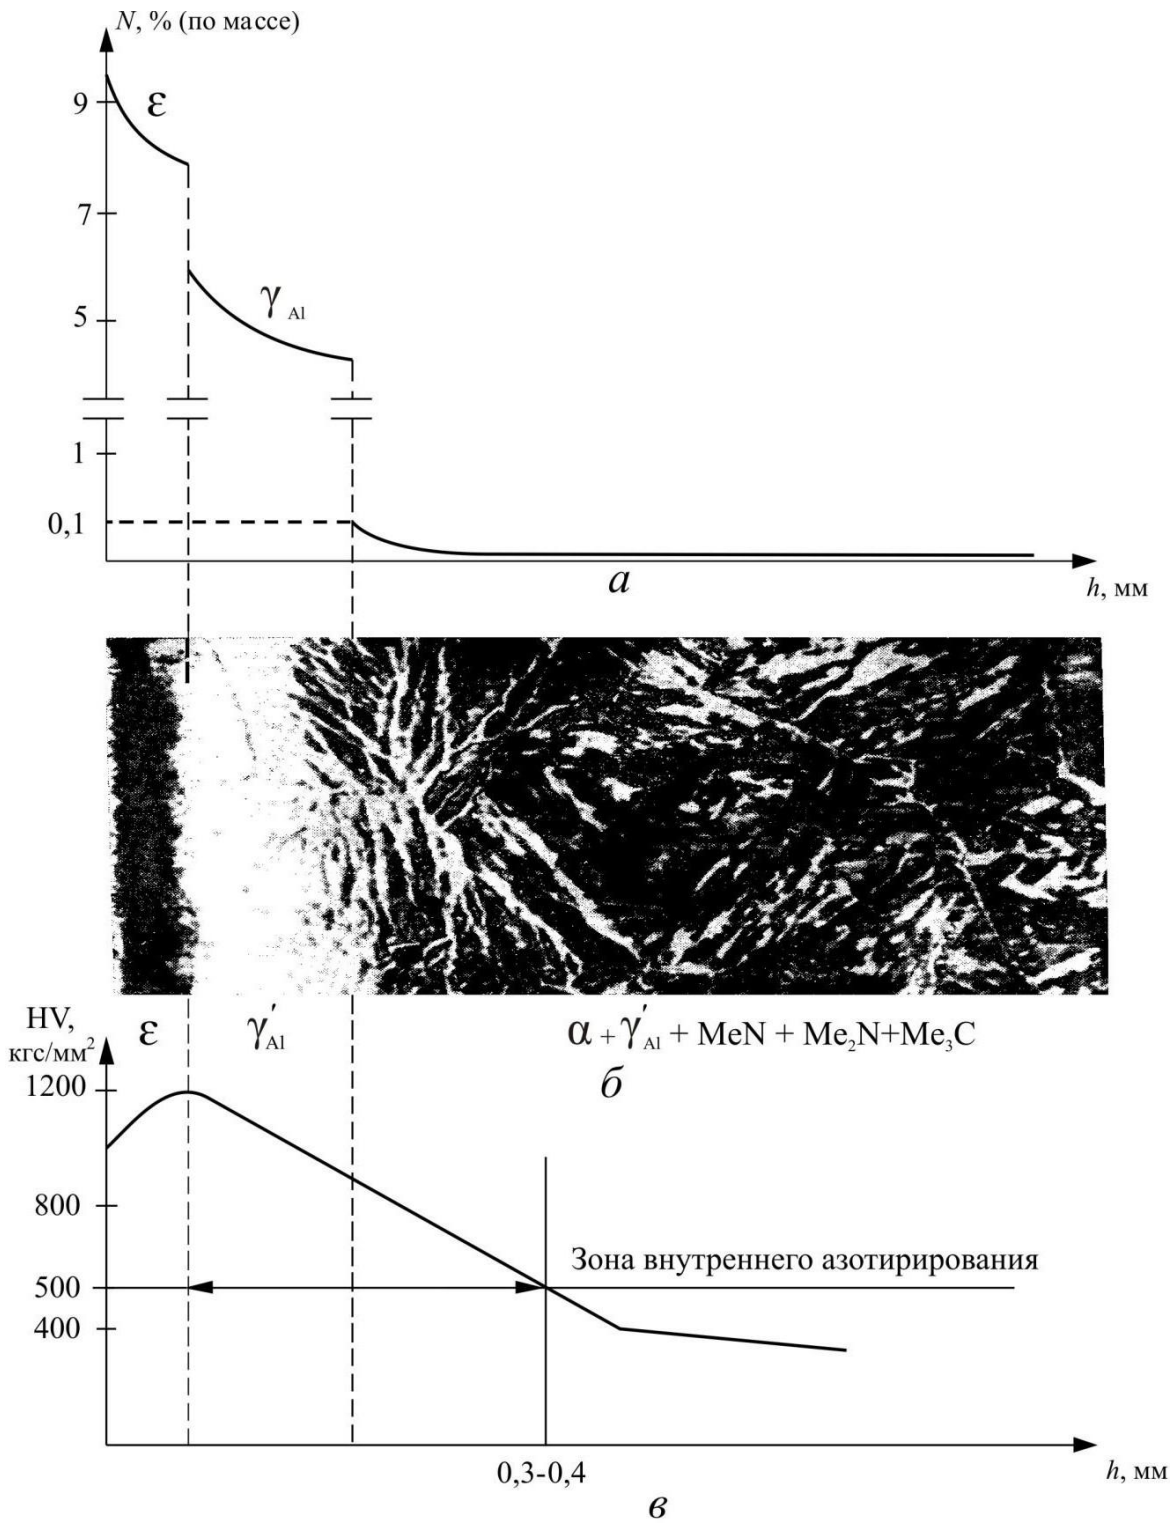 N, % (по массе)
9
ε
7
γ Al
5
1
0,1
а
h, мм
HV,
кгс/мм²
ε
γ′Al
α + γ′Al + MeN + Me₂N+Me₃C
б
1200
800
Зона внутреннего азотирирования
500
400
0,3-0,4
h, мм
в